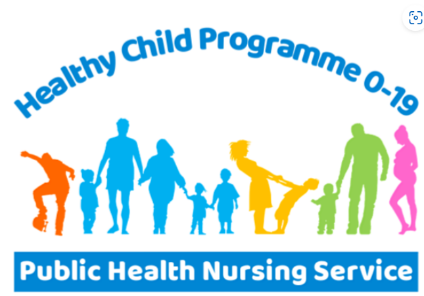 Healthy Child Programme 0-19
Public Health Nursing Service